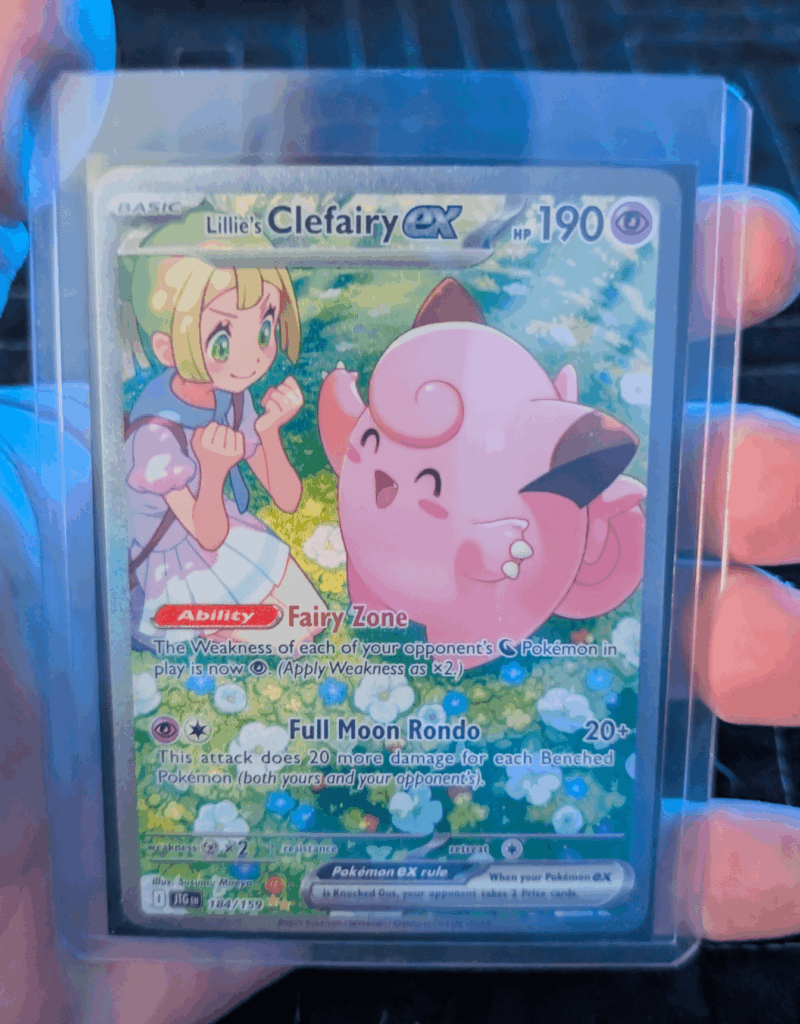 BASIC
Lillie's Clefairy ex HP 190
Ability Fairy Zone
The Weakness of each of your opponent's Pokémon in
play is now . (Apply Weakness as ×2.)
Full Moon Rondo 20+
This attack does 20 more damage for each Benched
Pokémon (both yours and your opponent's).
weakness ×2 resistance retreat
Pokémon ex rule When your Pokémon ex
is Knocked Out, your opponent takes 2 Prize cards.
Illus.
I JTG EN 184/159